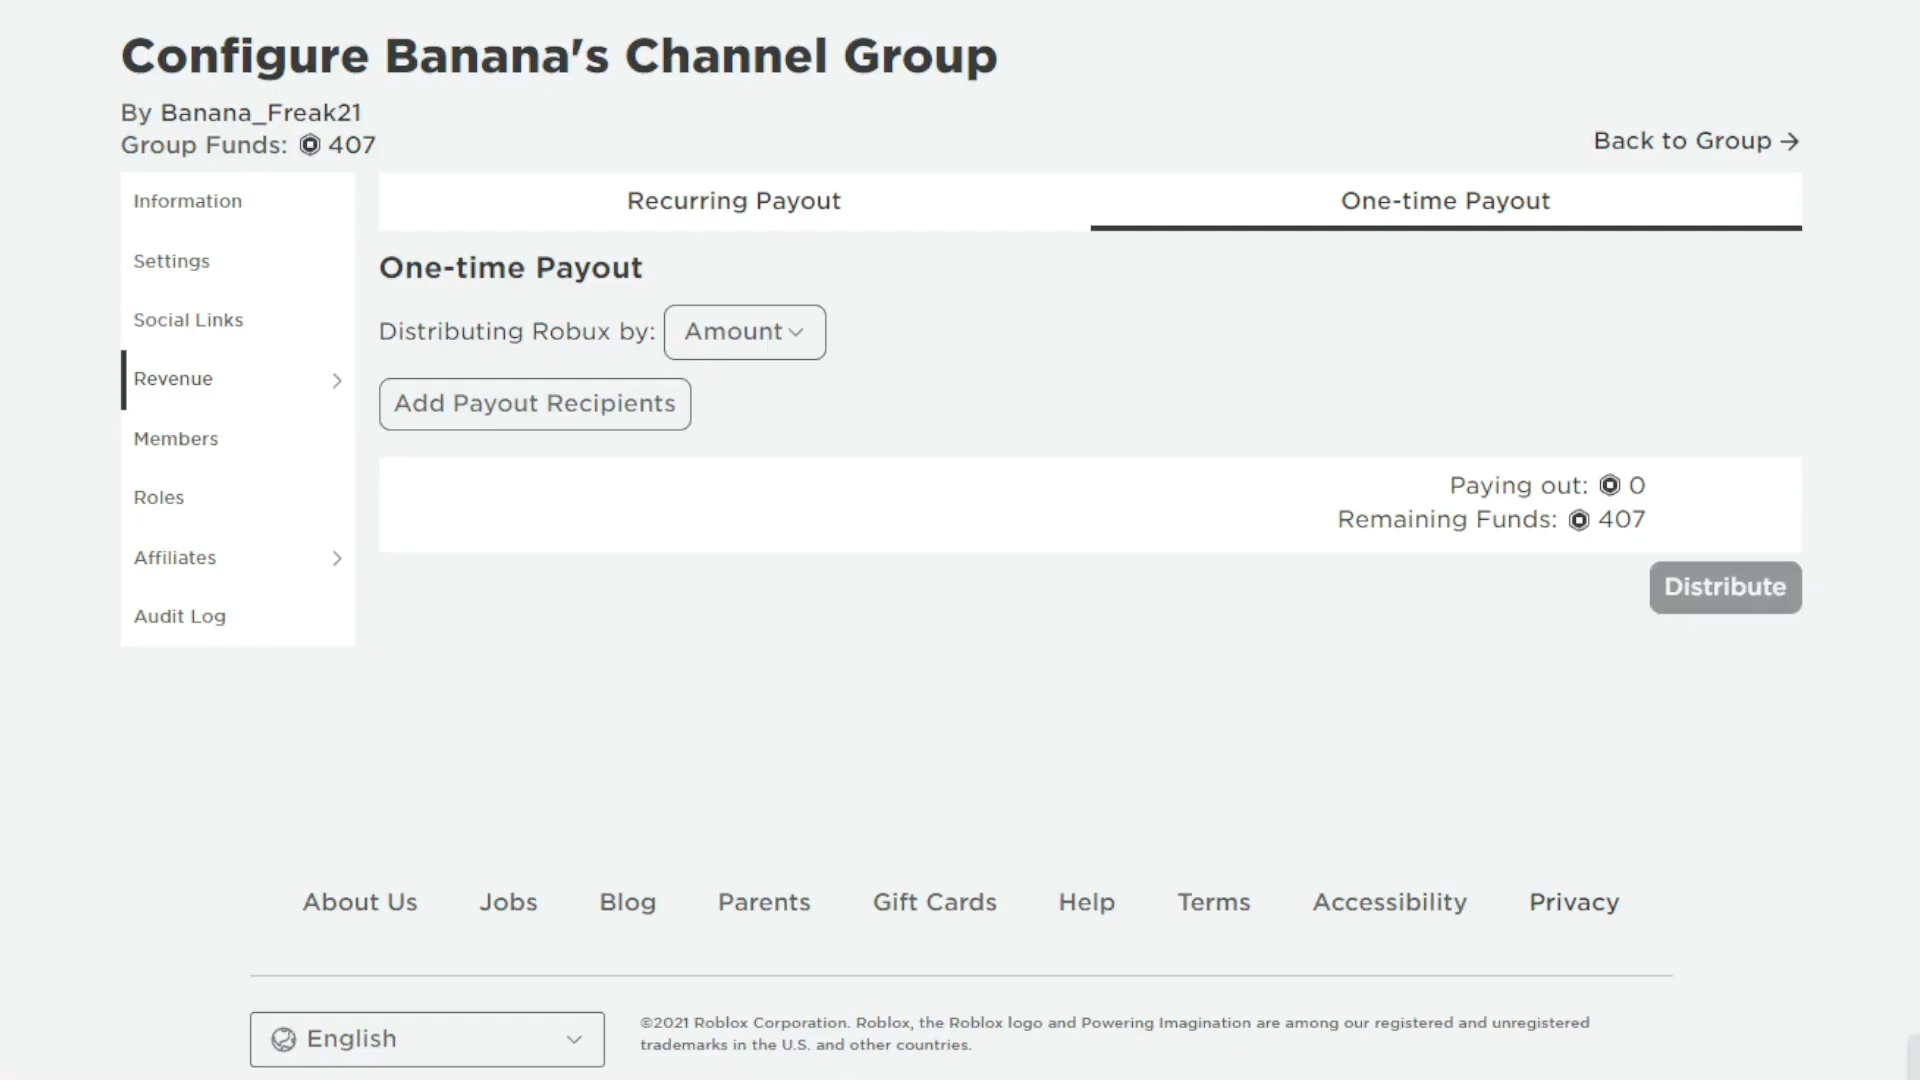 Configure Banana's Channel Group
By Banana_Freak21
Group Funds: 407
Back to Group
Information
Settings
Social Links
Revenue
Members
Roles
Affiliates
Audit Log
Recurring Payout
One-time Payout
One-time Payout
Distributing Robux by: Amount
Add Payout Recipients
Paying out: 0
Remaining Funds: 407
Distribute
About Us Jobs Blog Parents Gift Cards Help Terms Accessibility Privacy
English
©2021 Roblox Corporation. Roblox, the Roblox logo and Powering Imagination are among our registered and unregistered
trademarks in the U.S. and other countries.